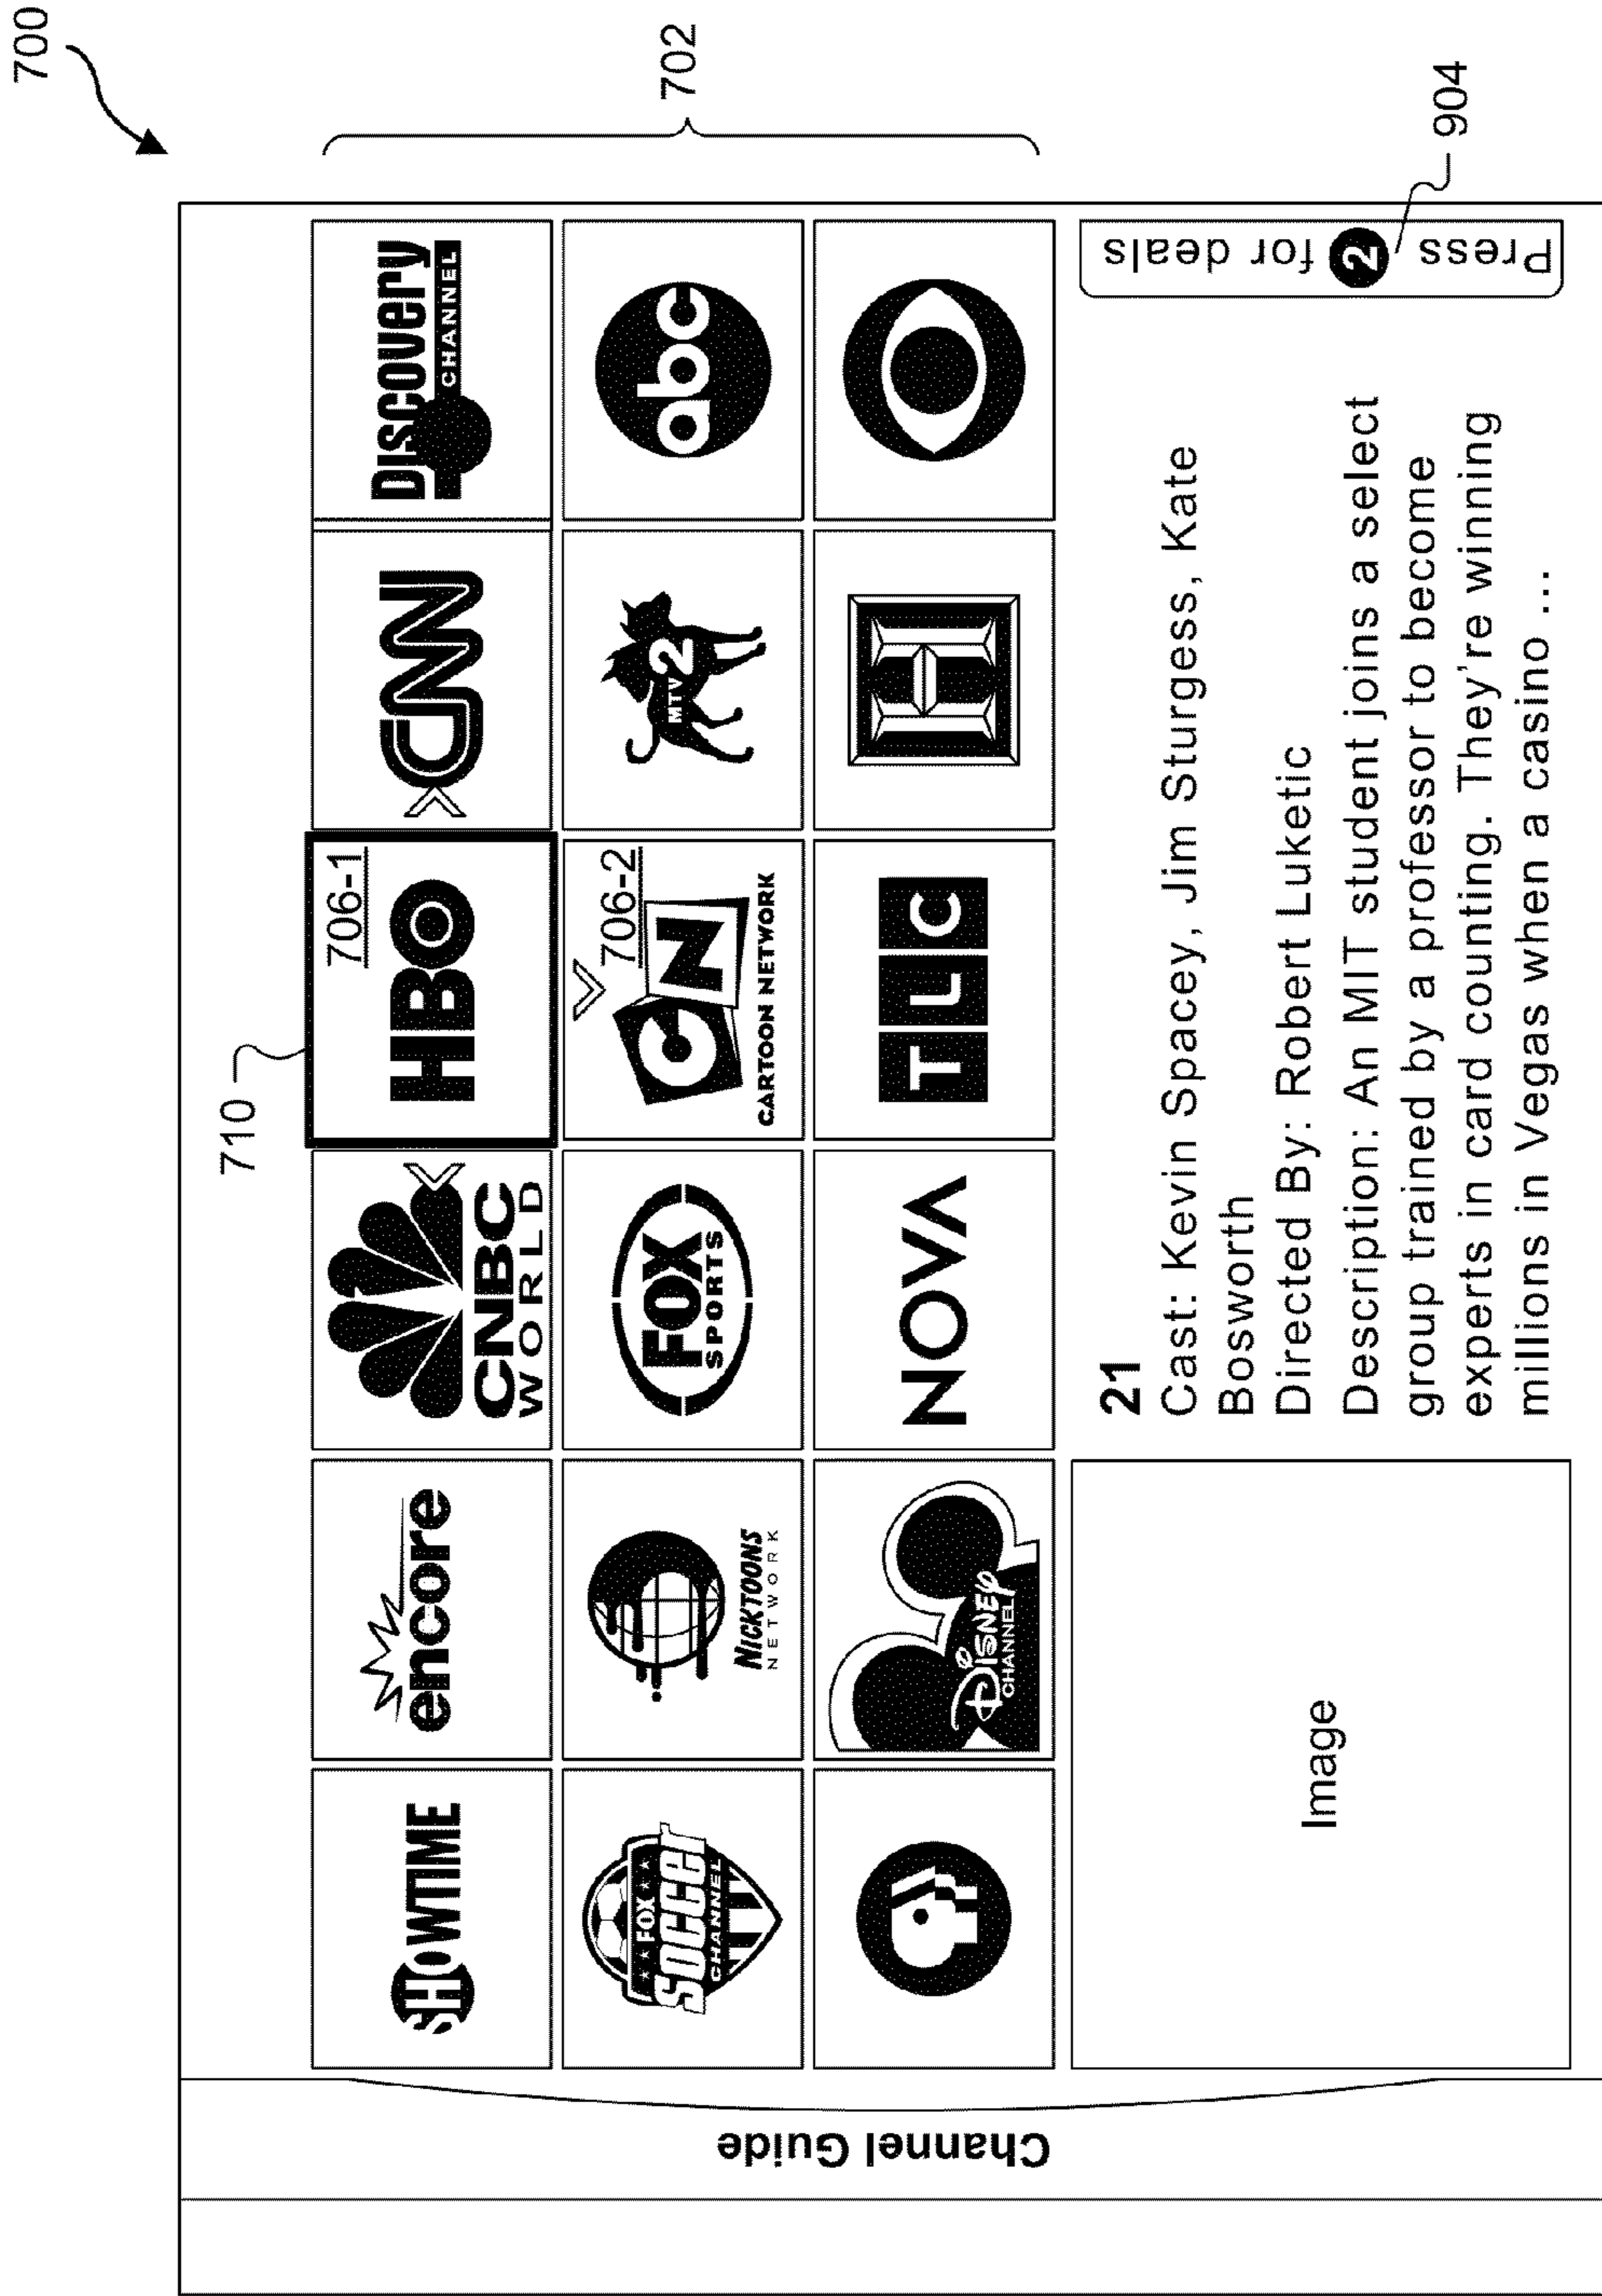 700
702
710
Channel Guide
SHOWTIME
encore
CNBC
WORLD
706-1
HBO
CNN
DISCOVERY
CHANNEL
FOX
SOCCER
CHANNEL
NICKTOONS
NETWORK
FOX
SPORTS
706-2
CN
CARTOON NETWORK
MTV
2
abc
DISNEY
CHANNEL
NOVA
TLC
H
Image
21
Cast: Kevin Spacey, Jim Sturgess, Kate
Bosworth
Directed By: Robert Luketic
Description: An MIT student joins a select
group trained by a professor to become
experts in card counting. They're winning
millions in Vegas when a casino ...
Press 2 for deals
904